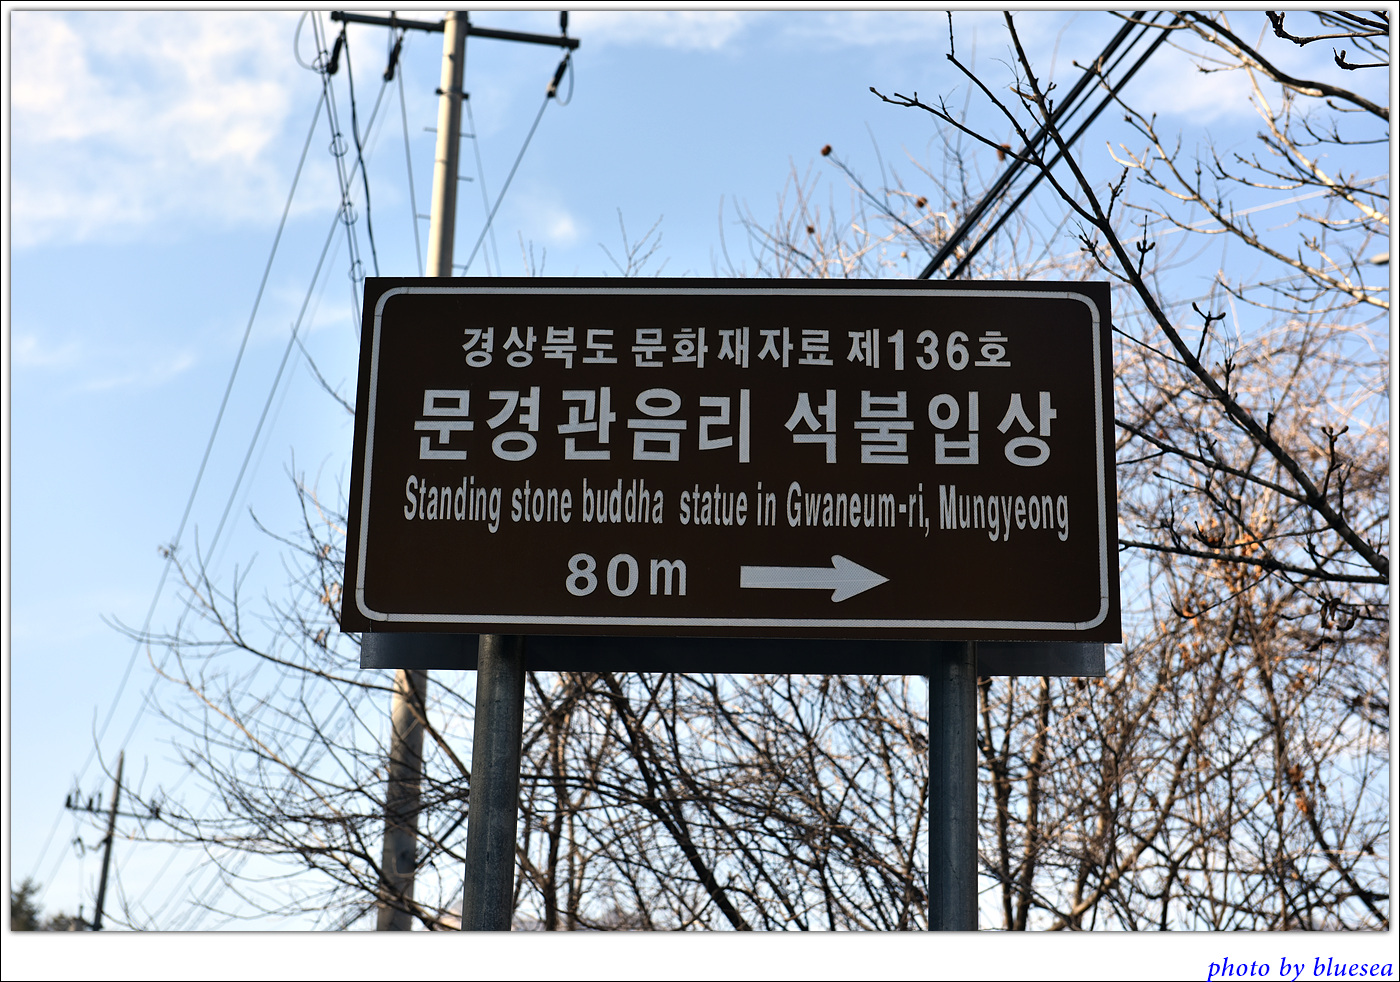 경상북도 문화재자료 제136호
문경관음리 석불입상
Standing stone buddha statue in Gwaneum-ri, Mungyeong
80m
photo by bluesea